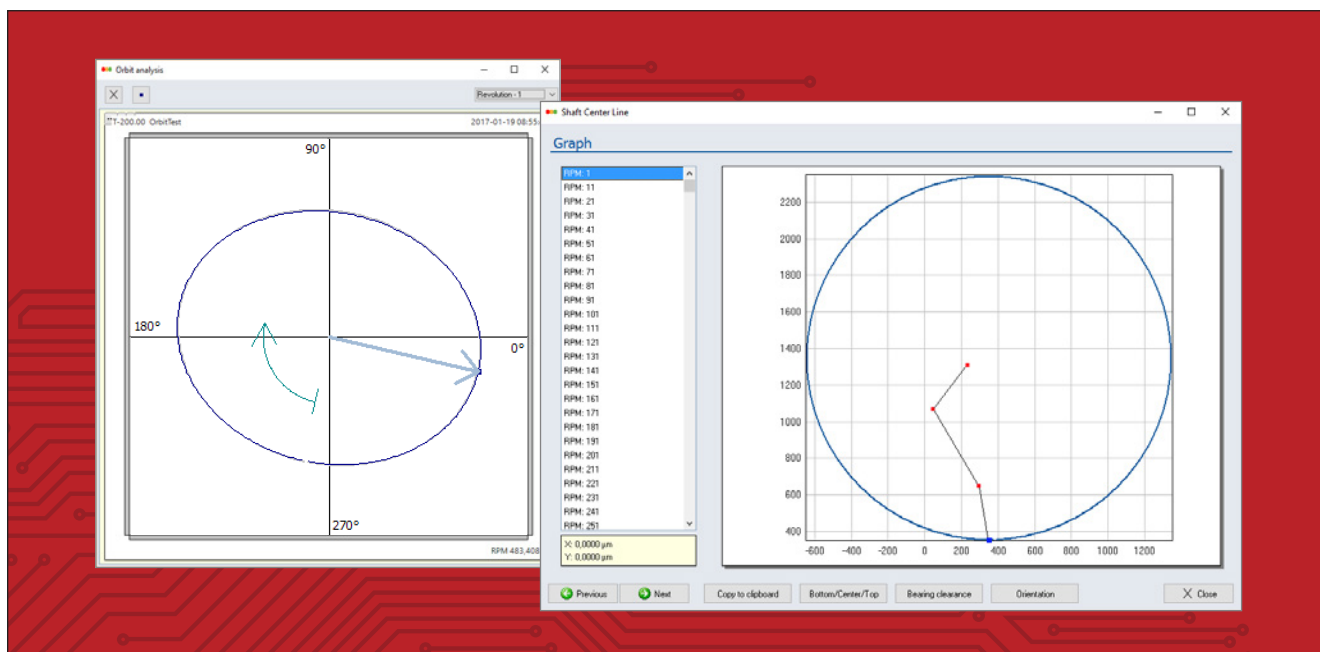 Orbit analysis
Revolution - 1
T-200.00 OrbitTest
2017-01-19 08:55:
90°
180°
0°
270°
RPM 483,408
Shaft Center Line
Graph
RPM: 1
RPM: 11
RPM: 21
RPM: 31
RPM: 41
RPM: 51
RPM: 61
RPM: 71
RPM: 81
RPM: 91
RPM: 101
RPM: 111
RPM: 121
RPM: 131
RPM: 141
RPM: 151
RPM: 161
RPM: 171
RPM: 181
RPM: 191
RPM: 201
RPM: 211
RPM: 221
RPM: 231
RPM: 241
RPM: 251
X: 0,0000 µm
Y: 0,0000 µm
2200
2000
1800
1600
1400
1200
1000
800
600
400
-600 -400 -200 0 200 400 600 800 1000 1200
Previous Next Copy to clipboard Bottom/Center/Top Bearing clearance Orientation Close